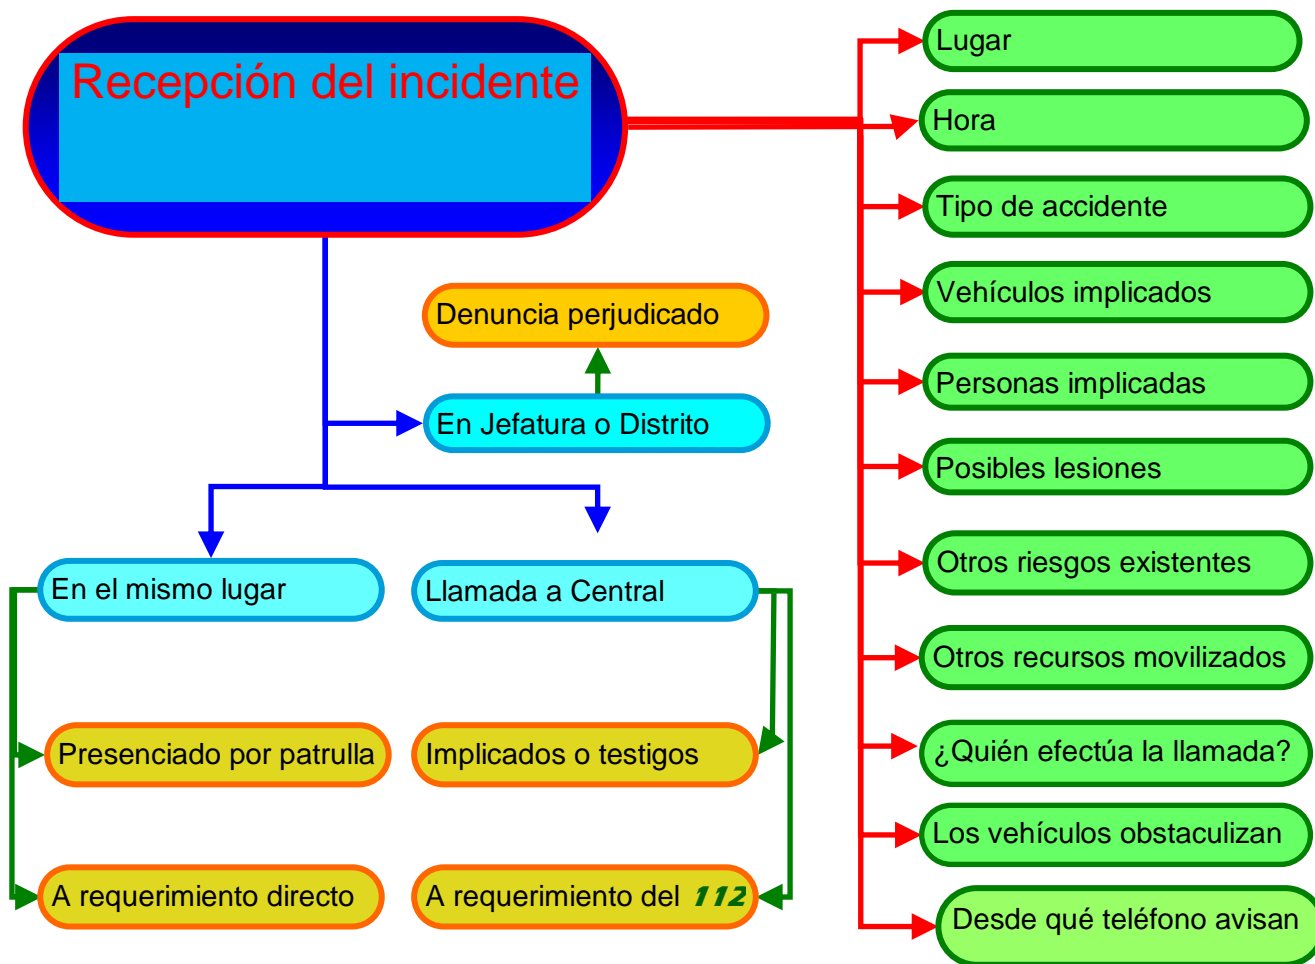 Recepción del incidente
Denuncia perjudicado
En Jefatura o Distrito
En el mismo lugar
Llamada a Central
Presenciado por patrulla
Implicados o testigos
A requerimiento directo
A requerimiento del 112
Lugar
Hora
Tipo de accidente
Vehículos implicados
Personas implicadas
Posibles lesiones
Otros riesgos existentes
Otros recursos movilizados
¿Quién efectúa la llamada?
Los vehículos obstaculizan
Desde qué teléfono avisan